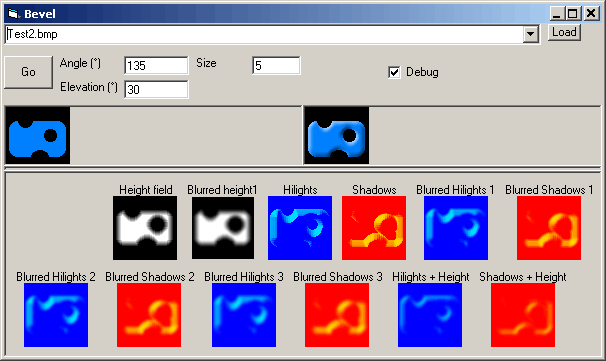 Bevel
Test2.bmp
Load
Go
Angle (°) 135 Size 5
Elevation (°) 30
Debug
Height field Blurred height1 Hilights Shadows Blurred Hilights 1 Blurred Shadows 1
Blurred Hilights 2 Blurred Shadows 2 Blurred Hilights 3 Blurred Shadows 3 Hilights + Height Shadows + Height